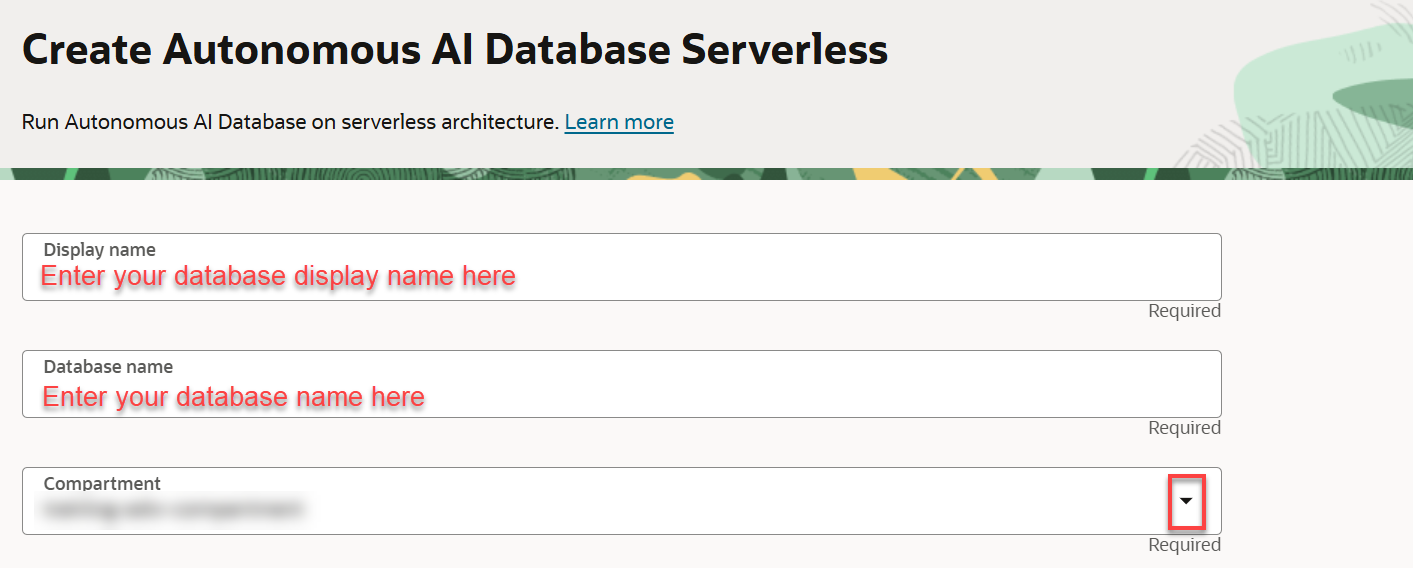 Create Autonomous AI Database Serverless
Run Autonomous AI Database on serverless architecture. Learn more
Display name
Enter your database display name here
Required
Database name
Enter your database name here
Required
Compartment
Required